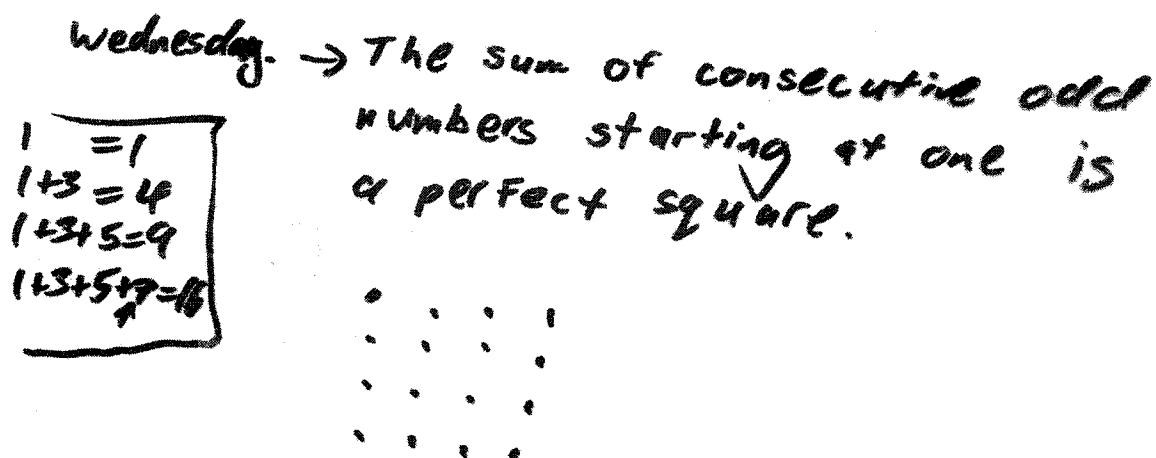 Wednesday. → The sum of consecutive odd
numbers starting at one is
a perfect square.
1 = 1
1+3 = 4
1+3+5=9
1+3+5+7=16